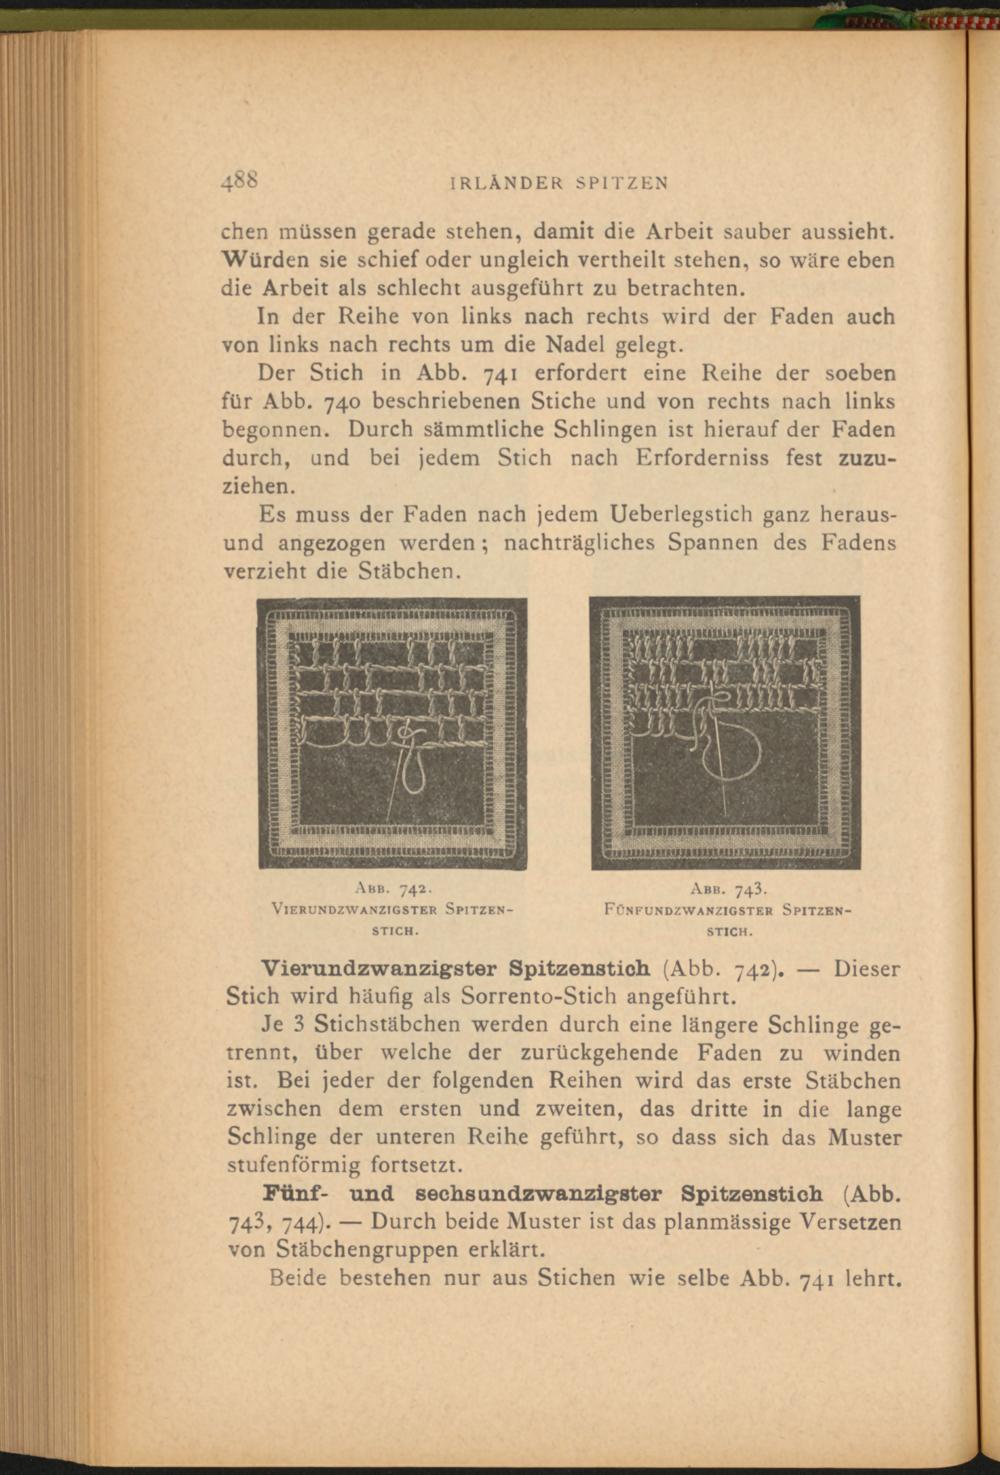 488
IRLÄNDER SPITZEN
chen müssen gerade stehen, damit die Arbeit sauber aussieht.
Würden sie schief oder ungleich vertheilt stehen, so wäre eben
die Arbeit als schlecht ausgeführt zu betrachten.
In der Reihe von links nach rechts wird der Faden auch
von links nach rechts um die Nadel gelegt.
Der Stich in Abb. 741 erfordert eine Reihe der soeben
für Abb. 740 beschriebenen Stiche und von rechts nach links
begonnen. Durch sämmtliche Schlingen ist hierauf der Faden
durch, und bei jedem Stich nach Erforderniss fest zuzu-
ziehen.
Es muss der Faden nach jedem Ueberlegstich ganz heraus-
und angezogen werden; nachträgliches Spannen des Fadens
verzieht die Stäbchen.
Abb. 742.
Vierundzwanzigster Spitzen-
stich.
Abb. 743.
Fünfundzwanzigster Spitzen-
stich.
Vierundzwanzigster Spitzenstich (Abb. 742). — Dieser
Stich wird häufig als Sorrento-Stich angeführt.
Je 3 Stichstäbchen werden durch eine längere Schlinge ge-
trennt, über welche der zurückgehende Faden zu winden
ist. Bei jeder der folgenden Reihen wird das erste Stäbchen
zwischen dem ersten und zweiten, das dritte in die lange
Schlinge der unteren Reihe geführt, so dass sich das Muster
stufenförmig fortsetzt.
Fünf- und sechsundzwanzigster Spitzenstich (Abb.
743, 744). — Durch beide Muster ist das planmässige Versetzen
von Stäbchengruppen erklärt.
Beide bestehen nur aus Stichen wie selbe Abb. 741 lehrt.